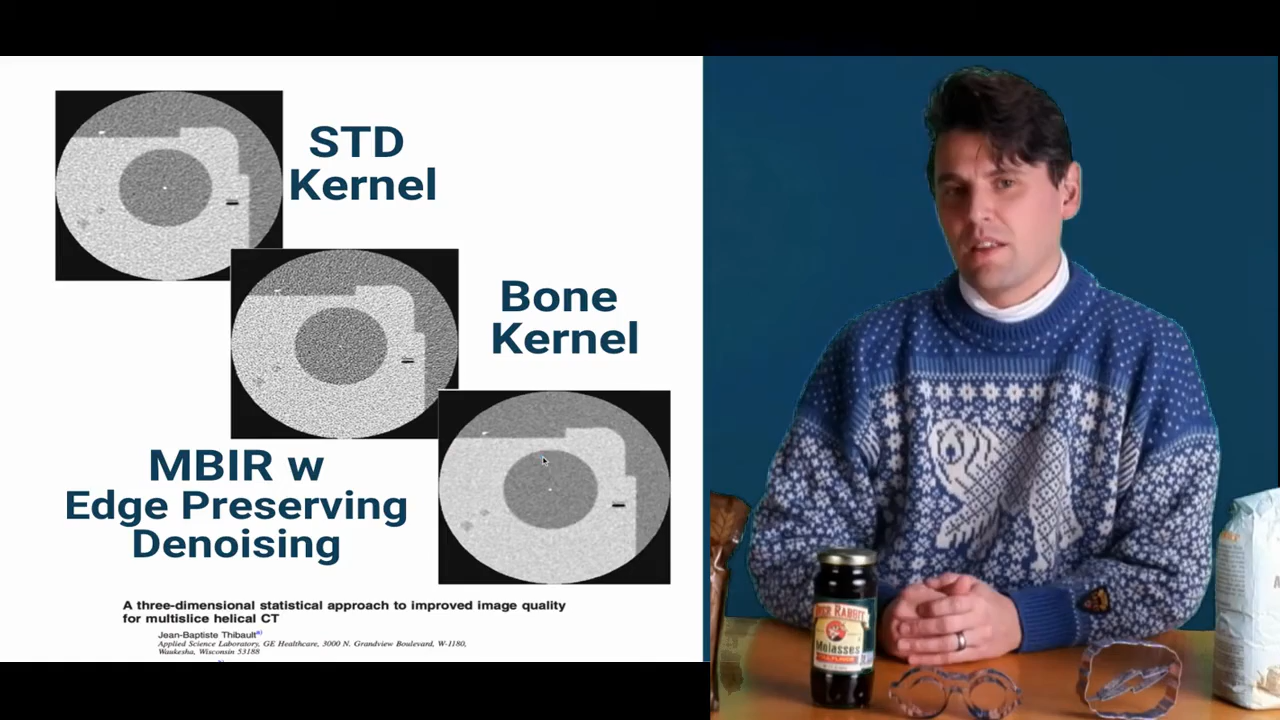 STD
Kernel
Bone
Kernel
MBIR w
Edge Preserving
Denoising
A three-dimensional statistical approach to improved image quality
for multislice helical CT
Jean-Baptiste Thibault
Applied Science Laboratory, GE Healthcare, 3000 N. Grandview Boulevard, W-1180,
Waukesha, Wisconsin 53188
RABBIT
Molasses